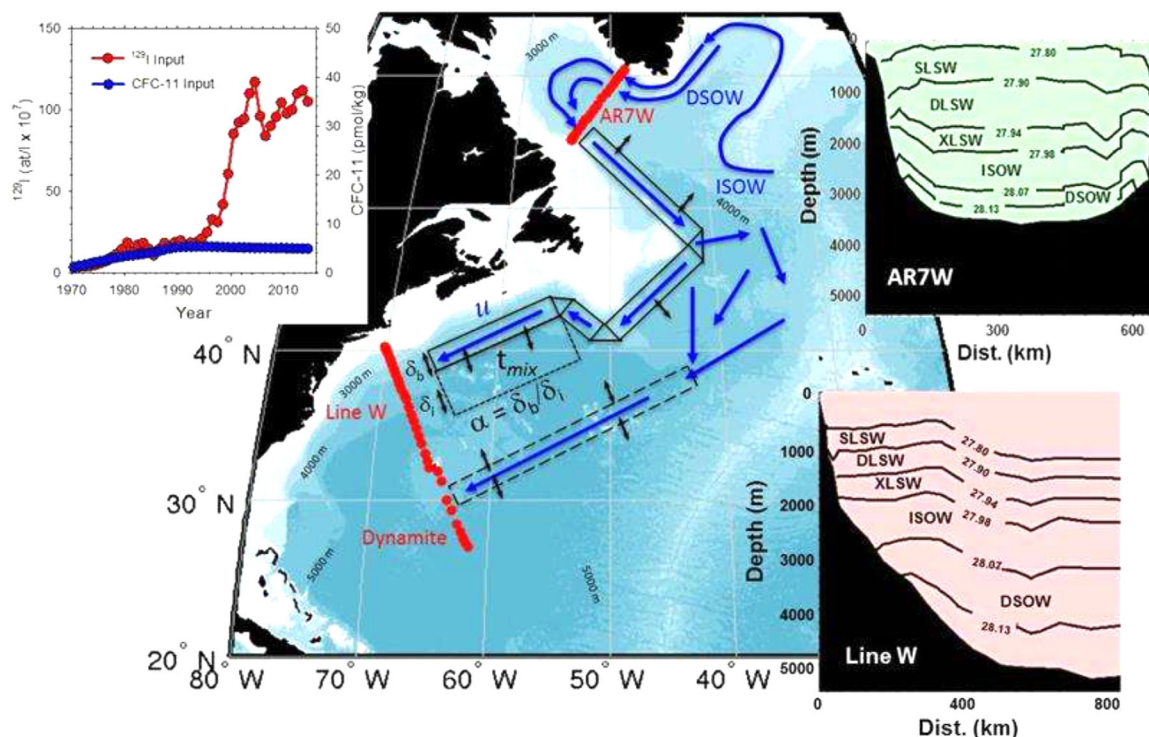 150
100
50
0
50
40
30
20
10
0
¹²⁹I (at/l x 10⁷)
CFC-11 (pmol/kg)
¹²⁹I Input
CFC-11 Input
1970 1980 1990 2000 2010
Year
3000 m
DSOW
AR7W
ISOW
4000 m
u
40° N
δb
δi
tmix
α = δb/δi
3000 m
Line W
4000 m
30° N
Dynamite
5000 m
5000 m
20° N
80° W 70° W 60° W 50° W 40° W
0
1000
2000
3000
4000
5000
Depth (m)
27.80
SLSW
27.90
DLSW
27.94
XLSW
27.98
ISOW
28.07
DSOW
28.13
AR7W
0 300 600
Dist. (km)
0
1000
2000
3000
4000
5000
Depth (m)
SLSW 27.80
DLSW 27.90
XLSW 27.94
ISOW 27.98
28.07
DSOW
28.13
Line W
0 400 800
Dist. (km)